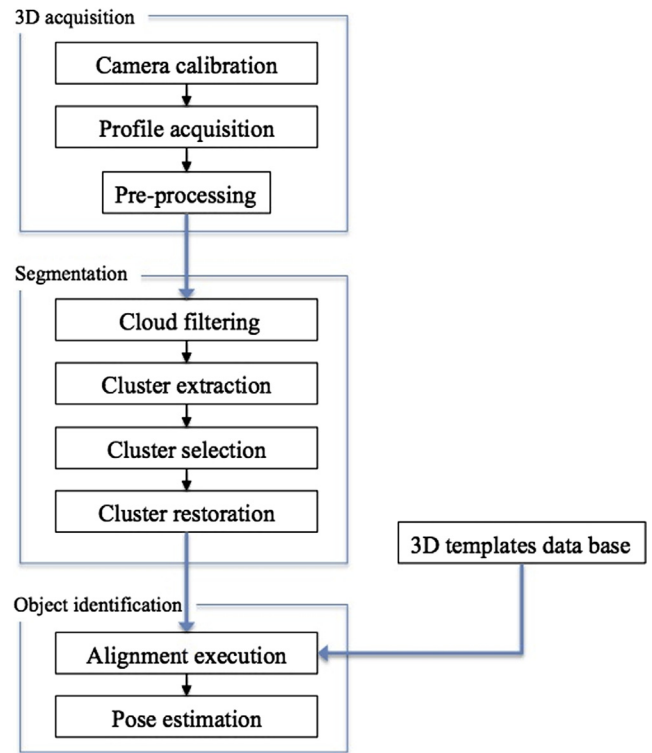 3D acquisition
Camera calibration
Profile acquisition
Pre-processing
Segmentation
Cloud filtering
Cluster extraction
Cluster selection
Cluster restoration
3D templates data base
Object identification
Alignment execution
Pose estimation